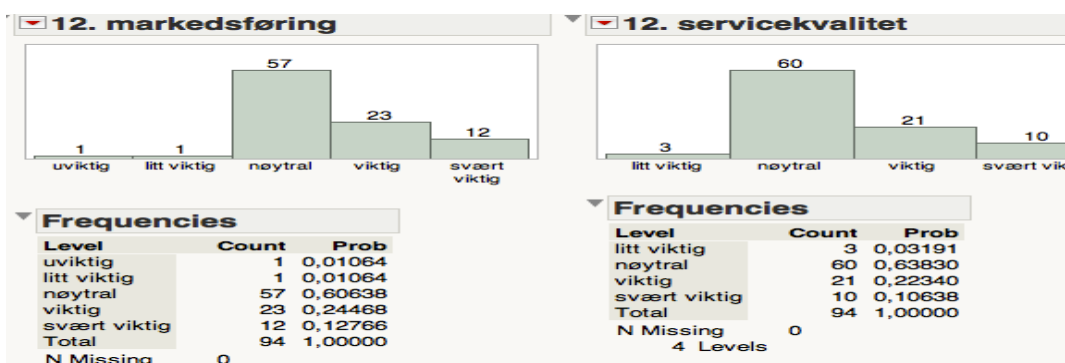 12. markedsføring
57
23
12
1
1
uviktig litt viktig nøytral viktig svært viktig
Frequencies
Level Count Prob
uviktig 1 0,01064
litt viktig 1 0,01064
nøytral 57 0,60638
viktig 23 0,24468
svært viktig 12 0,12766
Total 94 1,00000
N Missing 0
12. servicekvalitet
60
21
10
3
litt viktig nøytral viktig svært vik
Frequencies
Level Count Prob
litt viktig 3 0,03191
nøytral 60 0,63830
viktig 21 0,22340
svært viktig 10 0,10638
Total 94 1,00000
N Missing 0
4 Levels